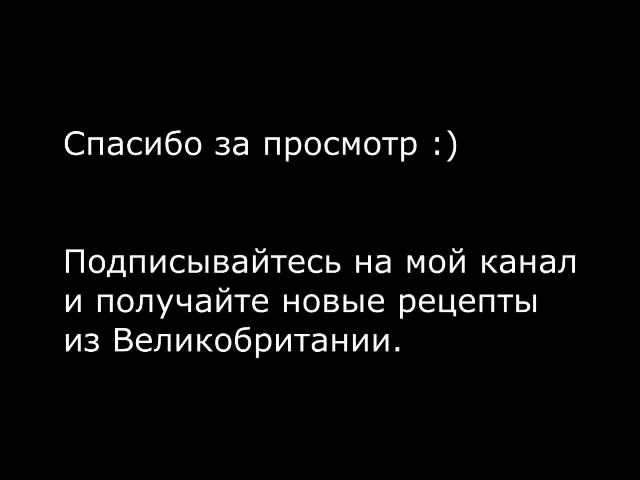 Спасибо за просмотр :)
Подписывайтесь на мой канал
и получайте новые рецепты
из Великобритании.